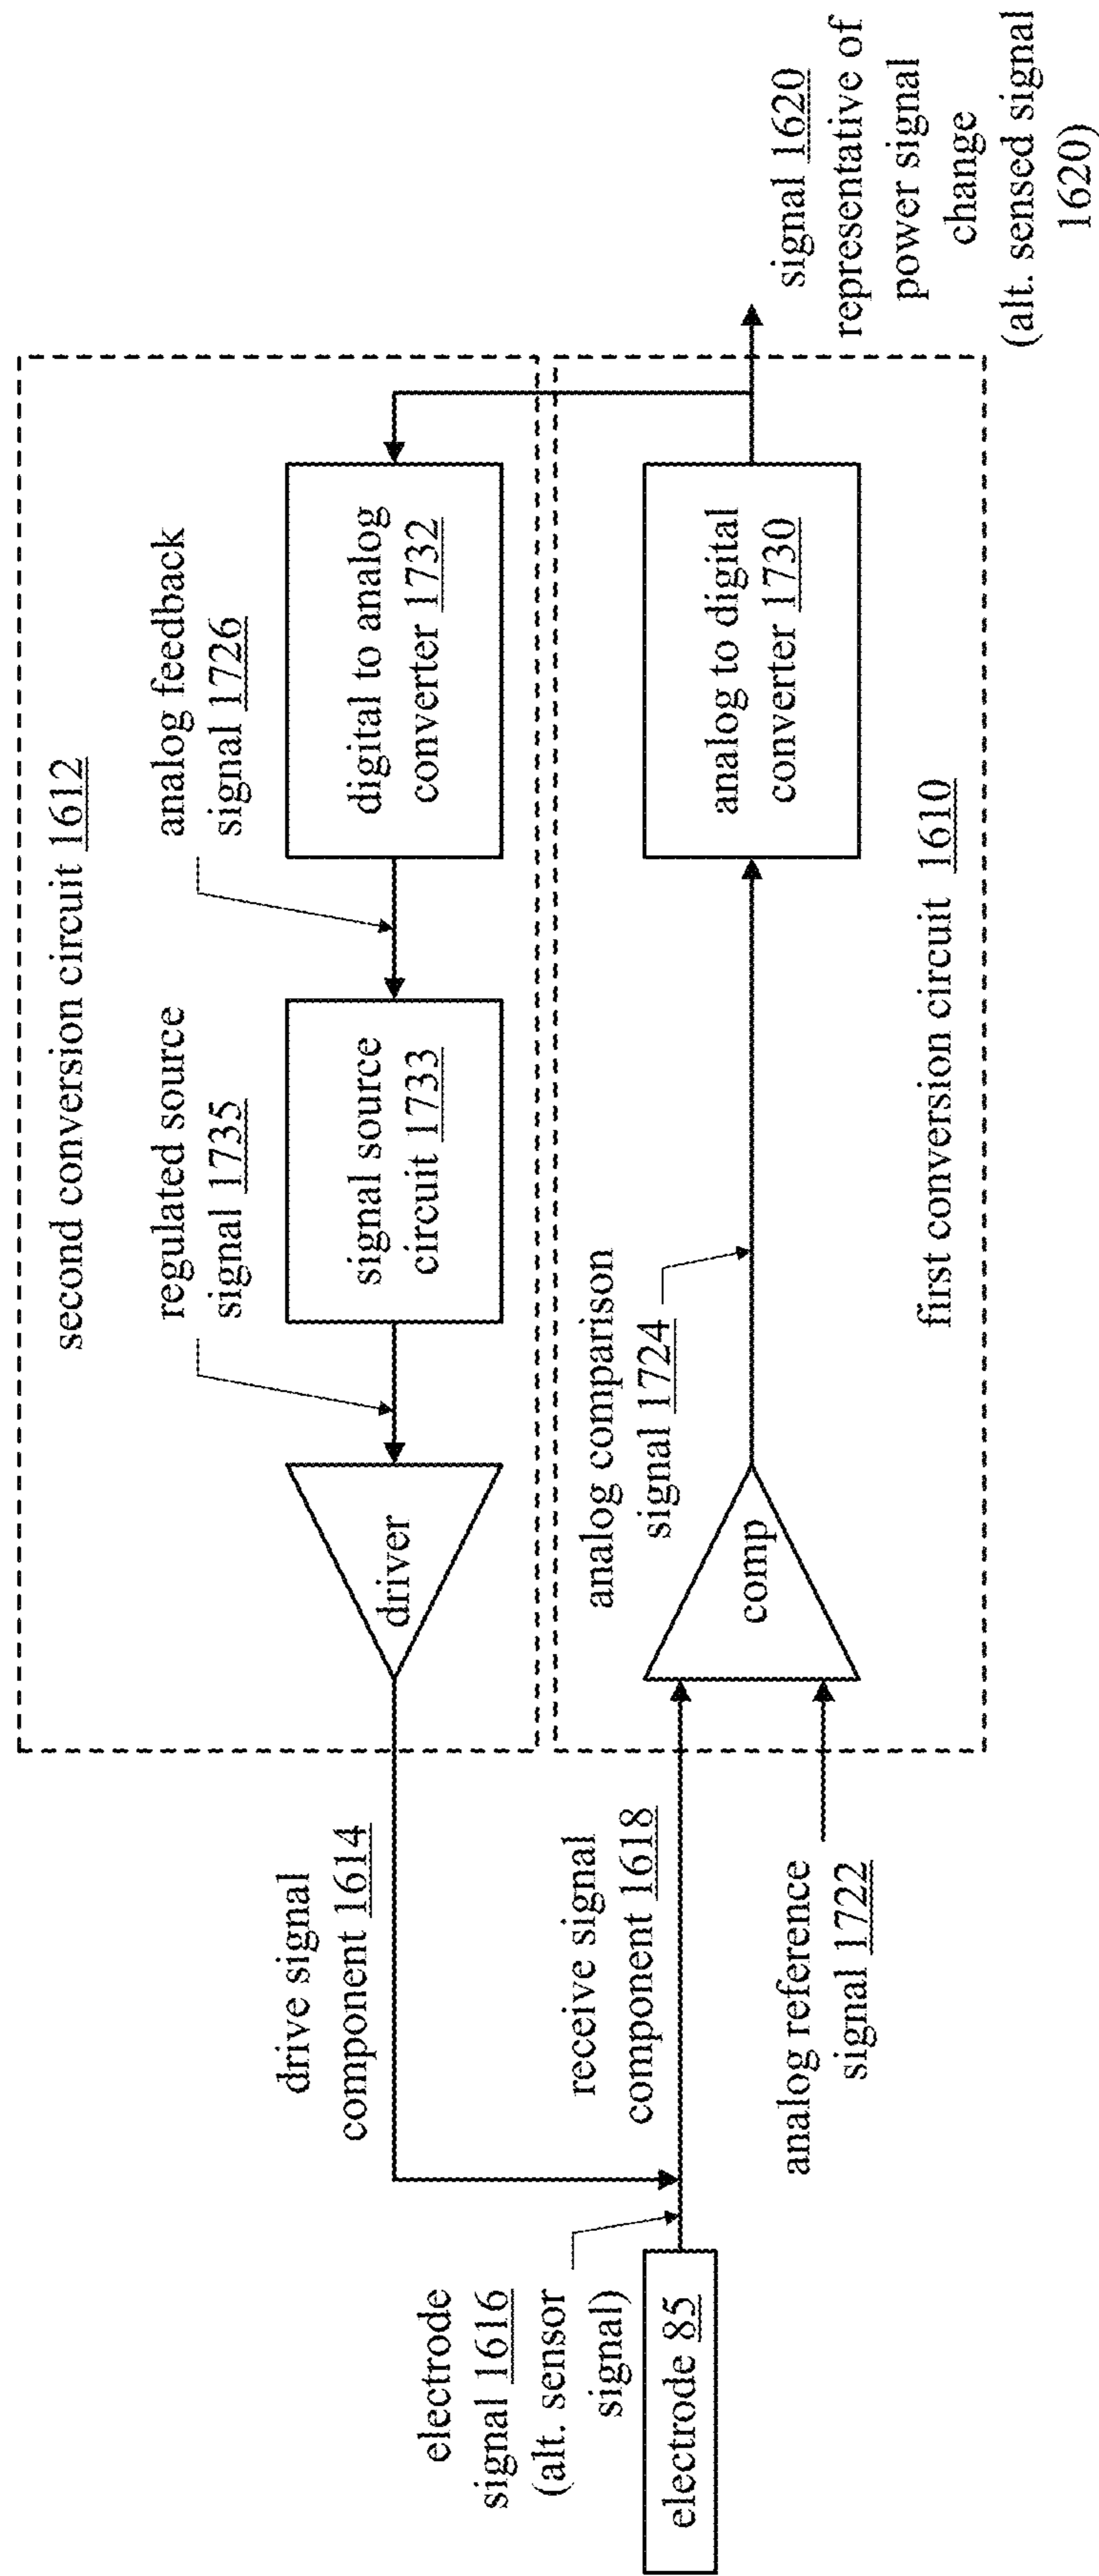 second conversion circuit 1612
regulated source
signal 1735
analog feedback
signal 1726
driver
signal source
circuit 1733
digital to analog
converter 1732
drive signal
component 1614
electrode
signal 1616
(alt. sensor
signal)
electrode 85
receive signal
component 1618
analog reference
signal 1722
comp
analog comparison
signal 1724
analog to digital
converter 1730
first conversion circuit 1610
signal 1620
representative of
power signal
change
(alt. sensed signal
1620)